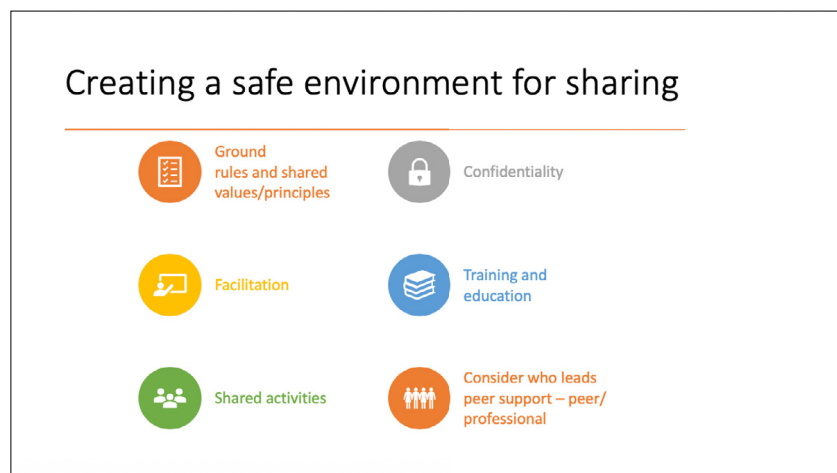 Creating a safe environment for sharing
Ground
rules and shared
values/principles
Confidentiality
Facilitation
Training and
education
Shared activities
Consider who leads
peer support – peer/
professional